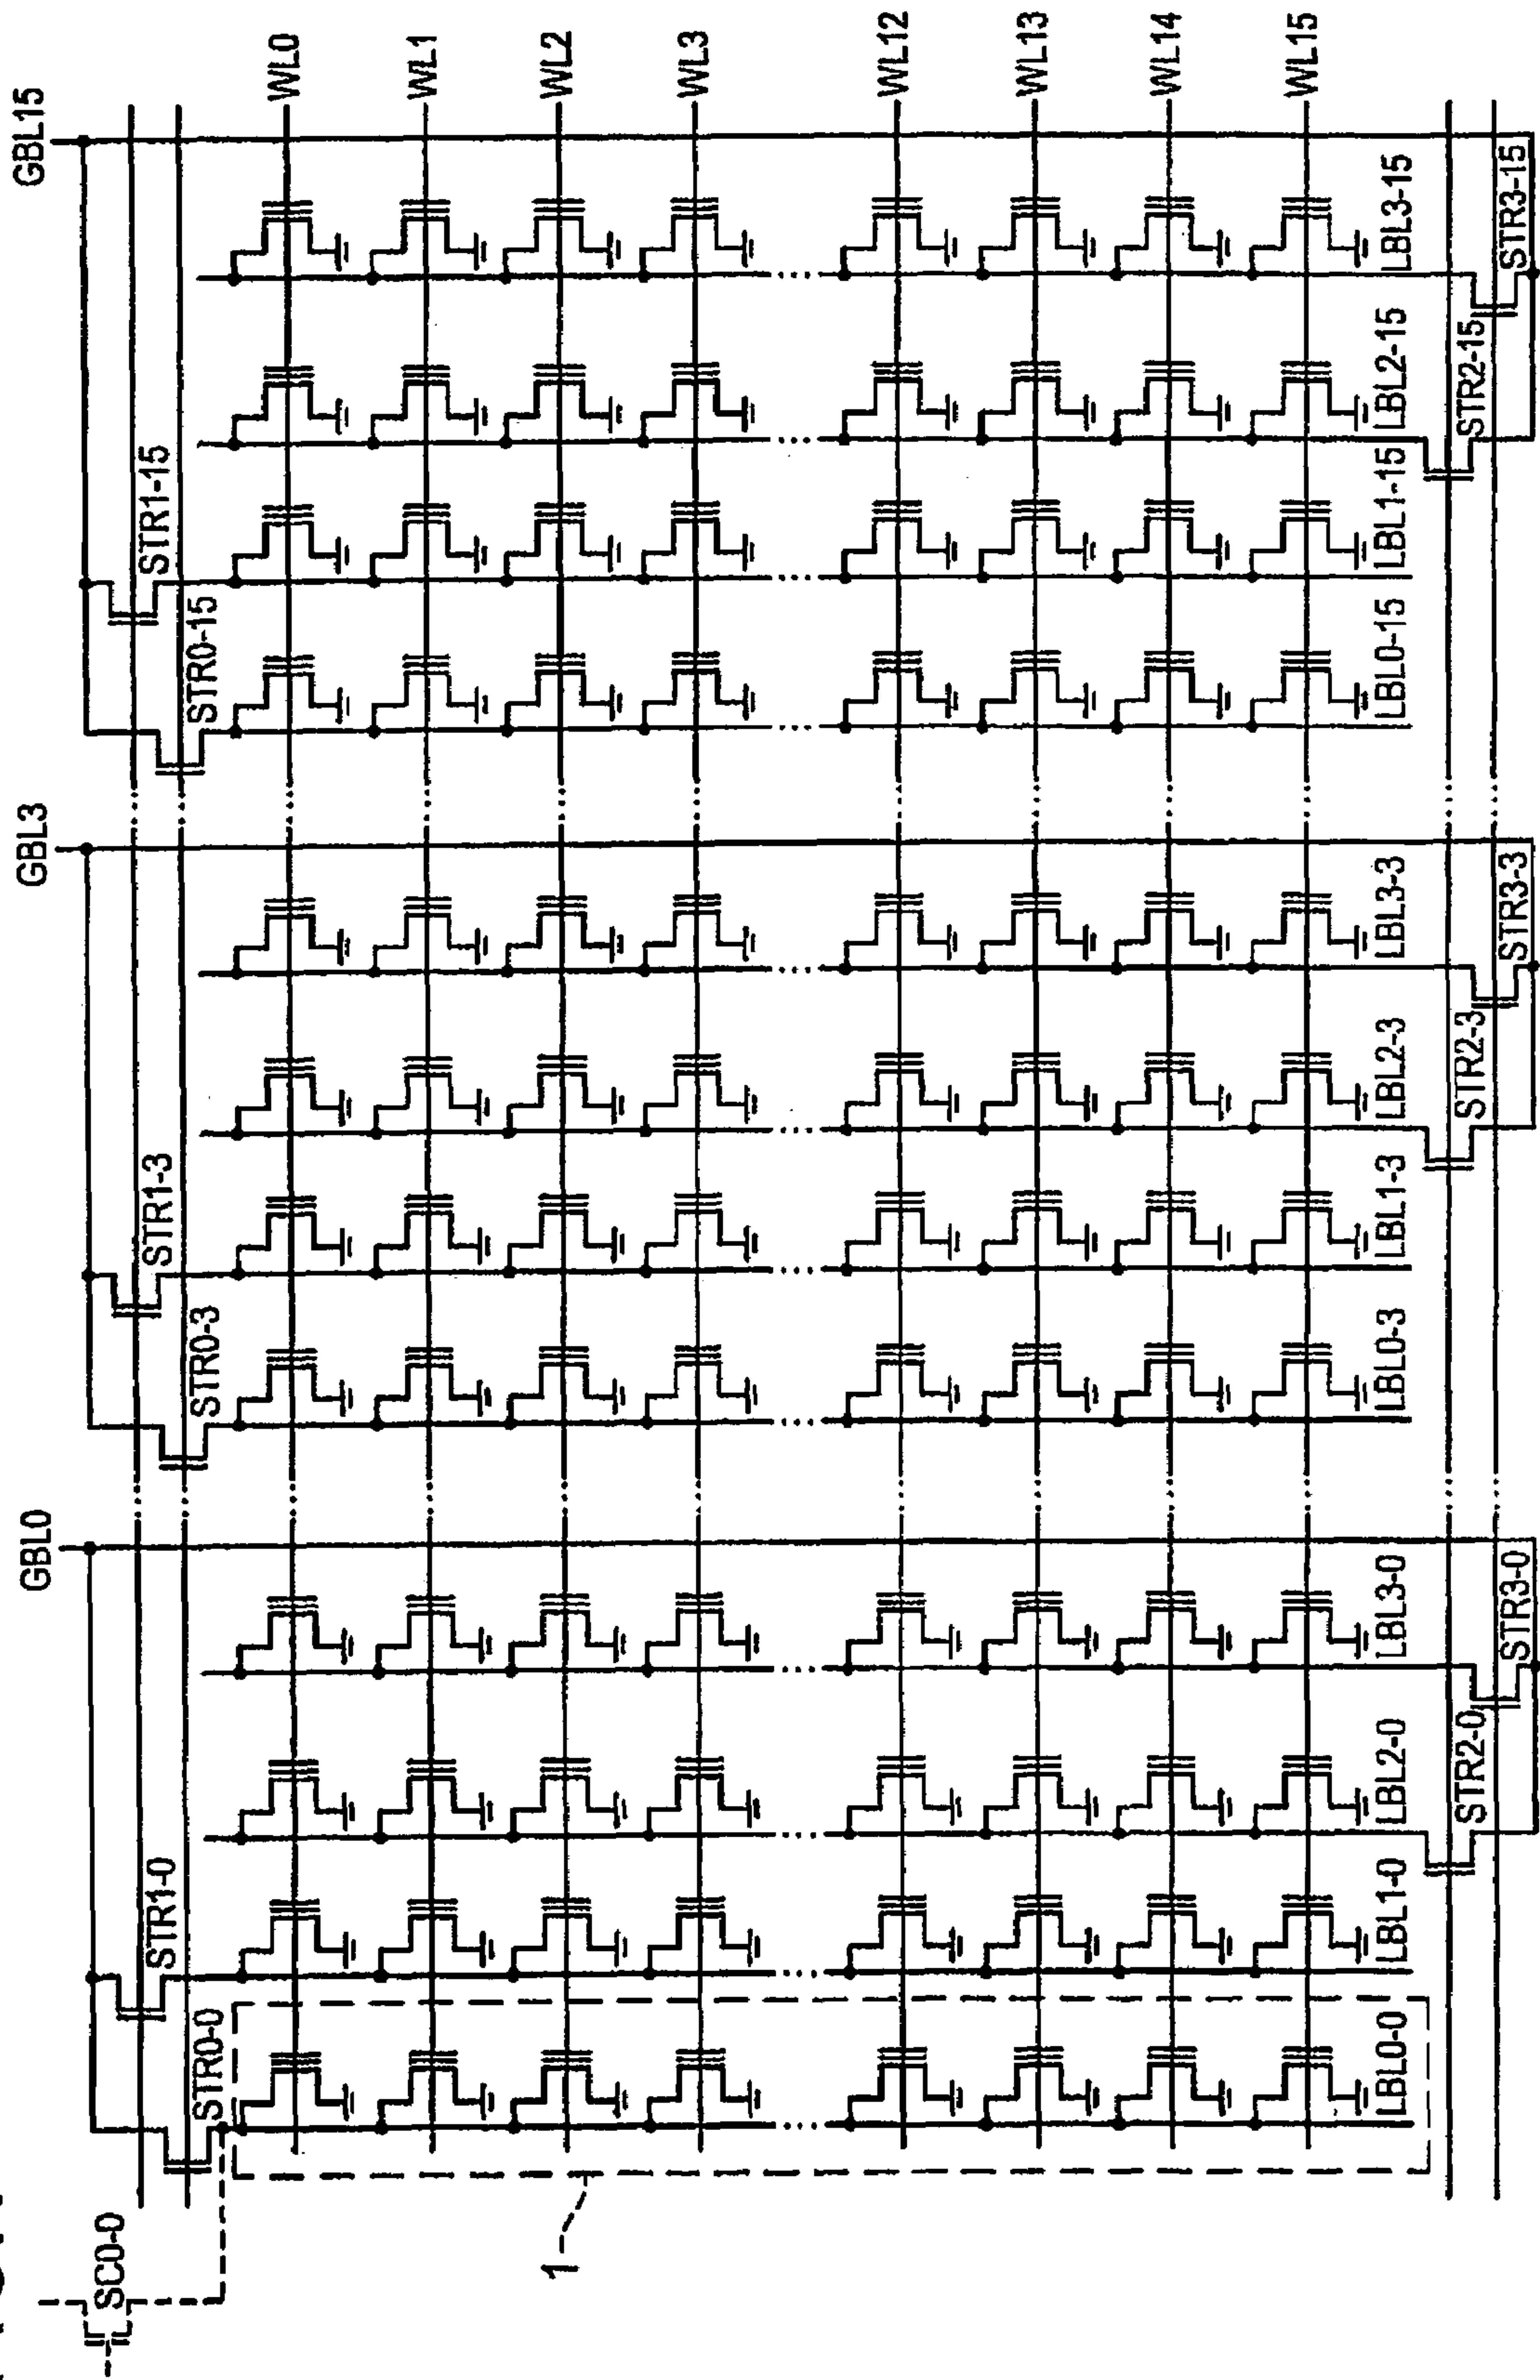 GBL0
GBL3
GBL15
SC0-0
STR1-0
STR1-3
STR1-15
STR0-0
STR0-3
STR0-15
WL0
WL1
WL2
WL3
1
WL12
WL13
WL14
WL15
LBL0-0
LBL1-0
LBL2-0
LBL3-0
LBL0-3
LBL1-3
LBL2-3
LBL3-3
LBL0-15
LBL1-15
LBL2-15
LBL3-15
STR2-0
STR2-3
STR2-15
STR3-0
STR3-3
STR3-15